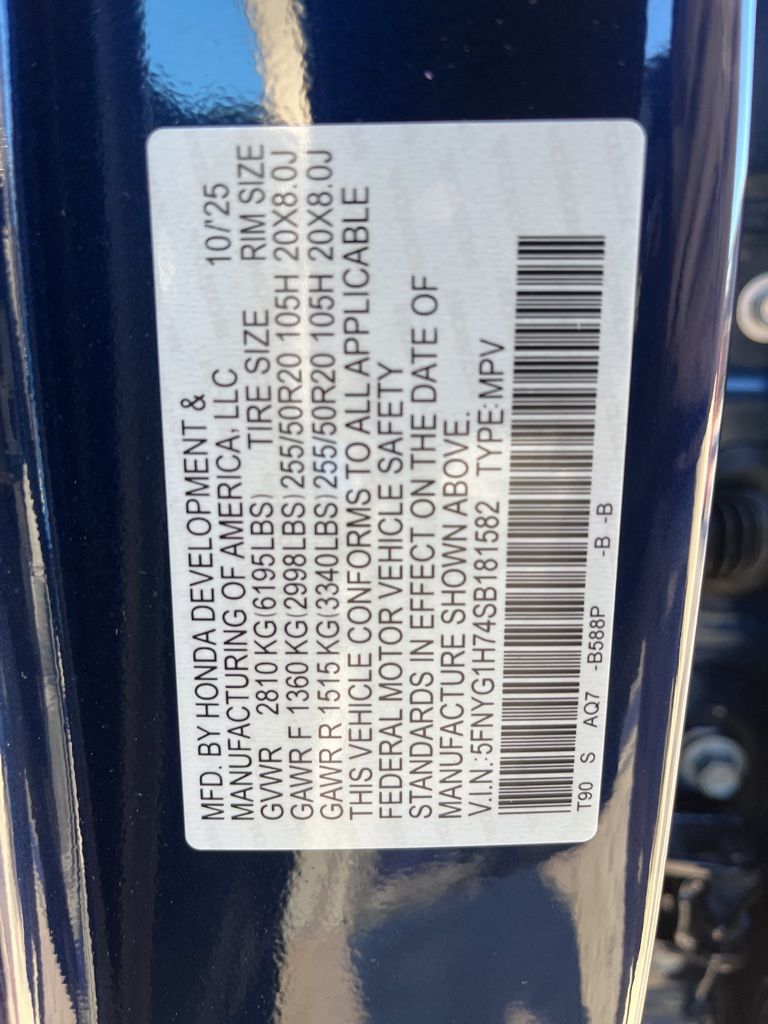 MFD. BY HONDA DEVELOPMENT & 10/'25
MANUFACTURING OF AMERICA, LLC
GVWR 2810 KG(6195LBS) TIRE SIZE RIM SIZE
GAWR F 1360 KG(2998LBS) 255/50R20 105H 20X8.0J
GAWR R 1515 KG(3340LBS) 255/50R20 105H 20X8.0J
THIS VEHICLE CONFORMS TO ALL APPLICABLE
FEDERAL MOTOR VEHICLE SAFETY
STANDARDS IN EFFECT ON THE DATE OF
MANUFACTURE SHOWN ABOVE.
V.I.N.:5FNYG1H74SB181582 TYPE:MPV
T90 S AQ7 -B588P -B -B